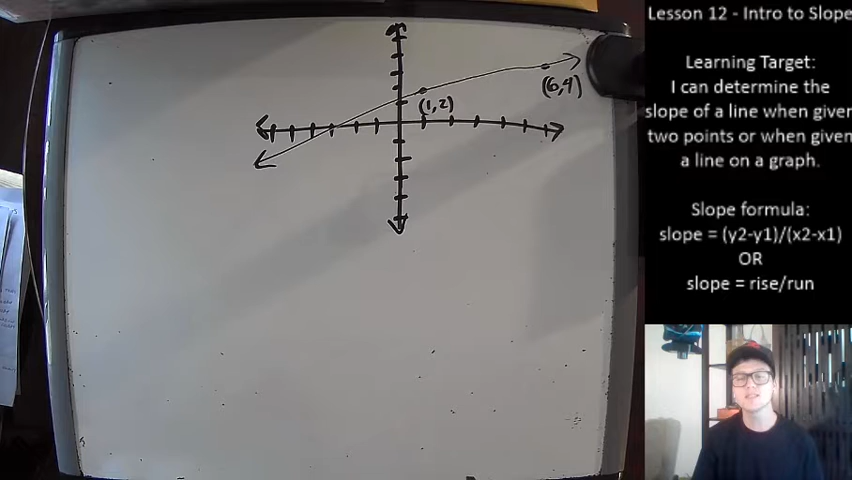 (1,2)
(6,4)
Lesson 12 - Intro to Slope
Learning Target:
I can determine the
slope of a line when given
two points or when given
a line on a graph.
Slope formula:
slope = (y2-y1)/(x2-x1)
OR
slope = rise/run